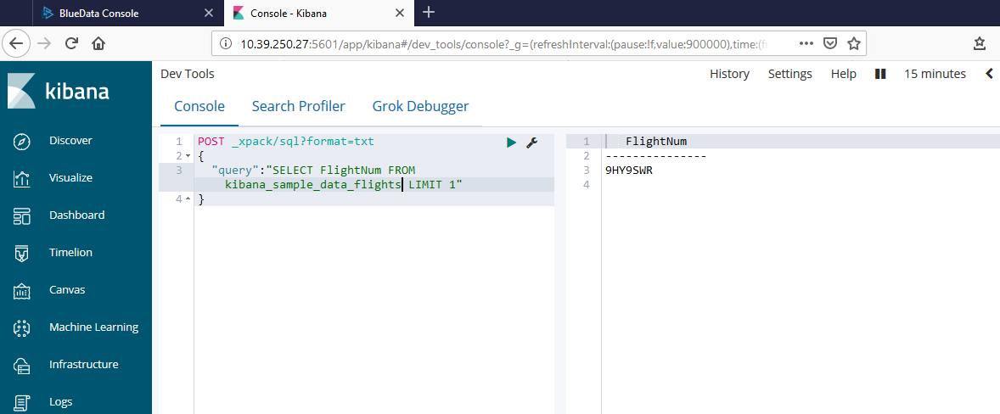 BlueData Console
Console - Kibana
10.39.250.27:5601/app/kibana#/dev_tools/console?_g=(refreshInterval:(pause:!f,value:900000),time:(fr
kibana
Discover
Visualize
Dashboard
Timelion
Canvas
Machine Learning
Infrastructure
Logs
Dev Tools
History Settings Help 15 minutes
Console Search Profiler Grok Debugger
1 POST _xpack/sql?format=txt
2 {
3 "query":"SELECT FlightNum FROM
kibana_sample_data_flights LIMIT 1"
4 }
1 FlightNum
2 ---------------
3 9HY9SWR
4